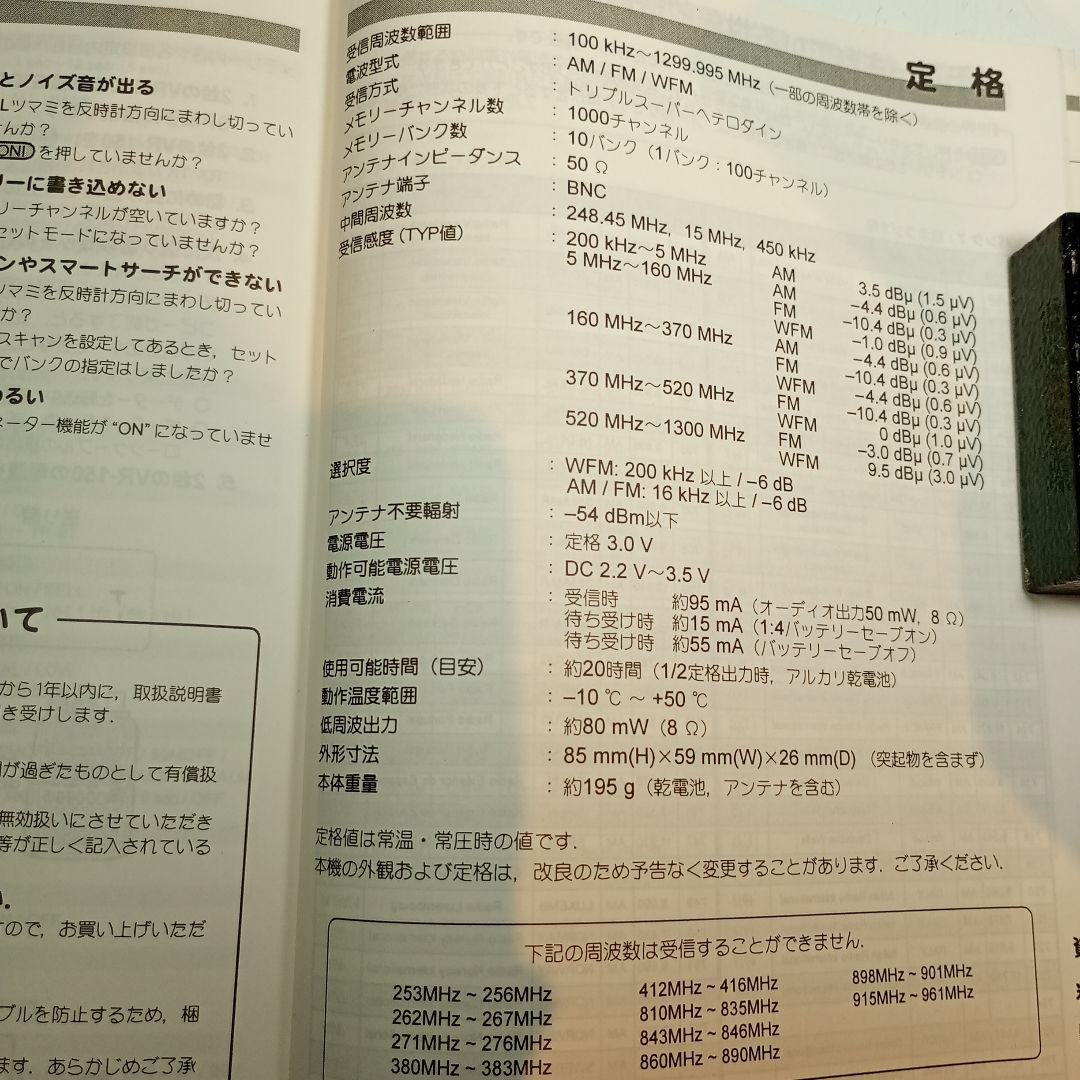 とノイズ音が出る
Lツマミを反時計方向にまわし切ってい
んか？
を押していませんか？
リーに書き込めない
リーチャンネルが空いていますか？
セットモードになっていませんか？
ンやスマートサーチができない
ツマミを反時計方向にまわし切ってい
か？
スキャンを設定してあるとき，セット
でバンクの指定はしましたか？
るい
ネーター機能が“ON”になっていませ
いて
から1年以内に，取扱説明書
き受けします．
が過ぎたものとして有償扱
無効扱いにさせていただき
等が正しく記入されている
ので，お買い上げいただ
ブルを防止するため，梱
ます．あらかじめご了承
定 格
受信周波数範囲 : 100 kHz～1299.995 MHz（一部の周波数帯を除く）
電波型式 : AM / FM / WFM
受信方式 : トリプルスーパーヘテロダイン
メモリーチャンネル数 : 1000チャンネル
メモリーバンク数 : 10バンク（1バンク：100チャンネル）
アンテナインピーダンス : 50 Ω
アンテナ端子 : BNC
中間周波数 : 248.45 MHz，15 MHz，450 kHz
受信感度 (TYP値) : 200 kHz～5 MHz AM 3.5 dBμ (1.5 μV)
5 MHz～160 MHz AM –4.4 dBμ (0.6 μV)
FM –10.4 dBμ (0.3 μV)
WFM –1.0 dBμ (0.9 μV)
160 MHz～370 MHz AM –4.4 dBμ (0.6 μV)
FM –10.4 dBμ (0.3 μV)
WFM –4.4 dBμ (0.6 μV)
370 MHz～520 MHz FM –10.4 dBμ (0.3 μV)
WFM 0 dBμ (1.0 μV)
520 MHz～1300 MHz FM –3.0 dBμ (0.7 μV)
WFM 9.5 dBμ (3.0 μV)
選択度 : WFM: 200 kHz 以上 / –6 dB
AM / FM: 16 kHz 以上 / –6 dB
アンテナ不要輻射 : –54 dBm以下
電源電圧 : 定格 3.0 V
動作可能電源電圧 : DC 2.2 V～3.5 V
消費電流 : 受信時 約95 mA（オーディオ出力50 mW，8 Ω）
待ち受け時 約15 mA（1:4バッテリーセーブオン）
待ち受け時 約55 mA（バッテリーセーブオフ）
使用可能時間（目安） : 約20時間（1/2定格出力時，アルカリ乾電池）
動作温度範囲 : –10 ℃ ～ +50 ℃
低周波出力 : 約80 mW（8 Ω）
外形寸法 : 85 mm(H)×59 mm(W)×26 mm(D)（突起物を含まず）
本体重量 : 約195 g（乾電池，アンテナを含む）
定格値は常温・常圧時の値です．
本機の外観および定格は，改良のため予告なく変更することがあります．ご了承ください．
下記の周波数は受信することができません．
253MHz ~ 256MHz 412MHz ~ 416MHz 898MHz ~ 901MHz
262MHz ~ 267MHz 810MHz ~ 835MHz 915MHz ~ 961MHz
271MHz ~ 276MHz 843MHz ~ 846MHz
380MHz ~ 383MHz 860MHz ~ 890MHz